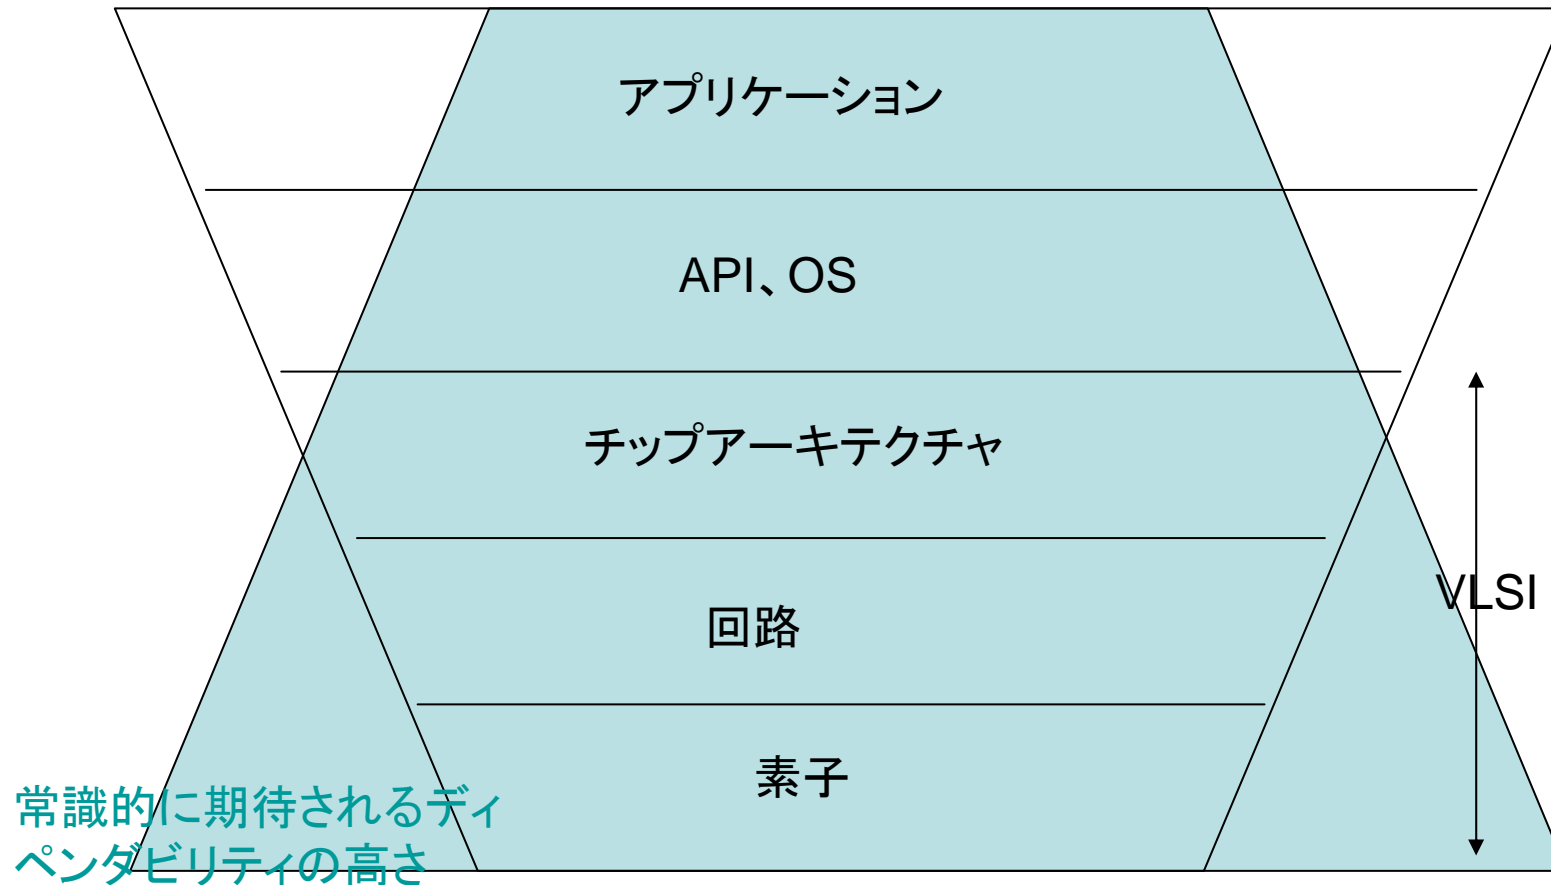 アプリケーション
API、OS
チップアーキテクチャ
回路
VLSI
素子
常識的に期待されるディ
ペンダビリティの高さ